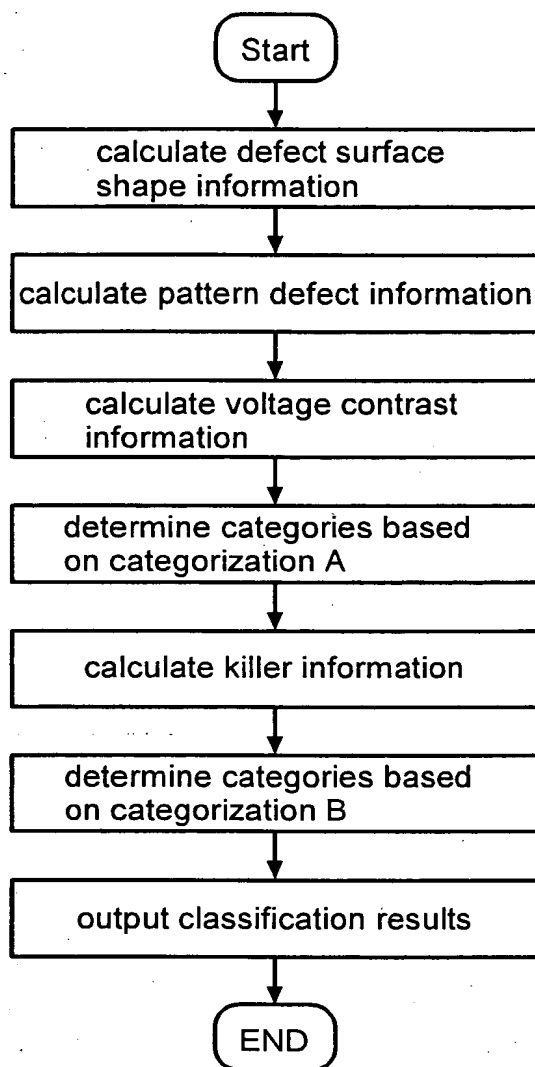 Start
calculate defect surface
shape information
calculate pattern defect information
calculate voltage contrast
information
determine categories based
on categorization A
calculate killer information
determine categories based
on categorization B
output classification results
END